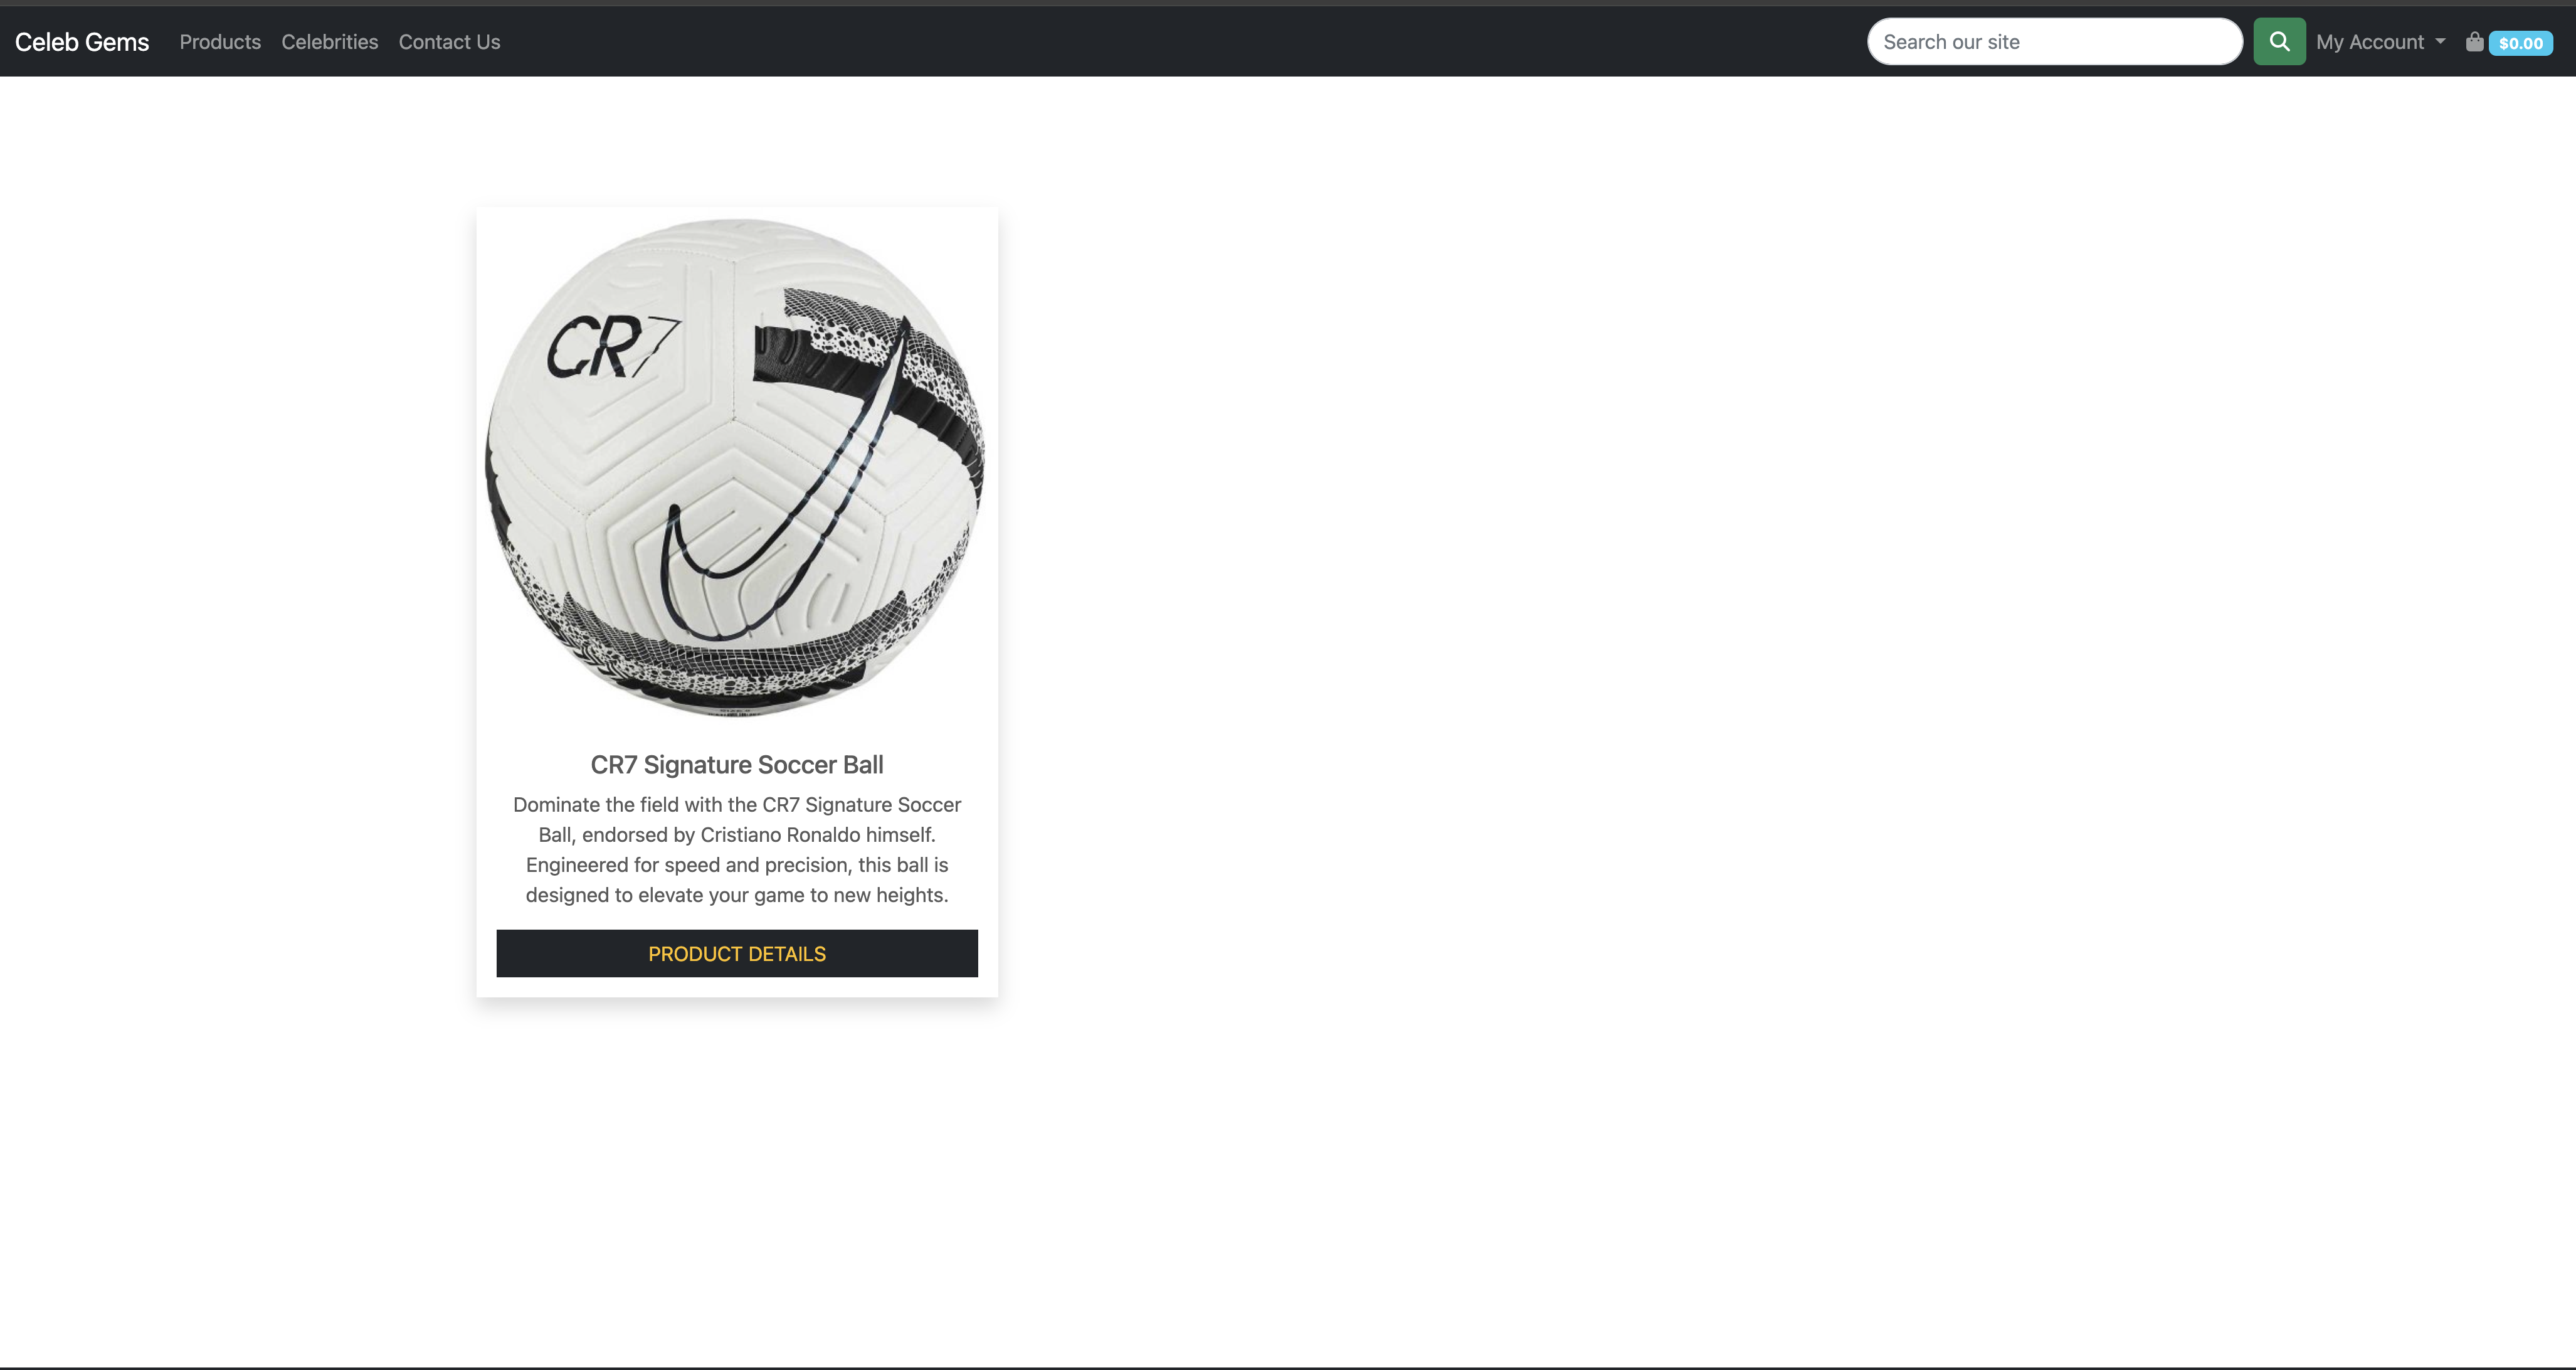 Celeb Gems Products Celebrities Contact Us Search our site My Account $0.00
CR7
CR7 Signature Soccer Ball
Dominate the field with the CR7 Signature Soccer
Ball, endorsed by Cristiano Ronaldo himself.
Engineered for speed and precision, this ball is
designed to elevate your game to new heights.
PRODUCT DETAILS